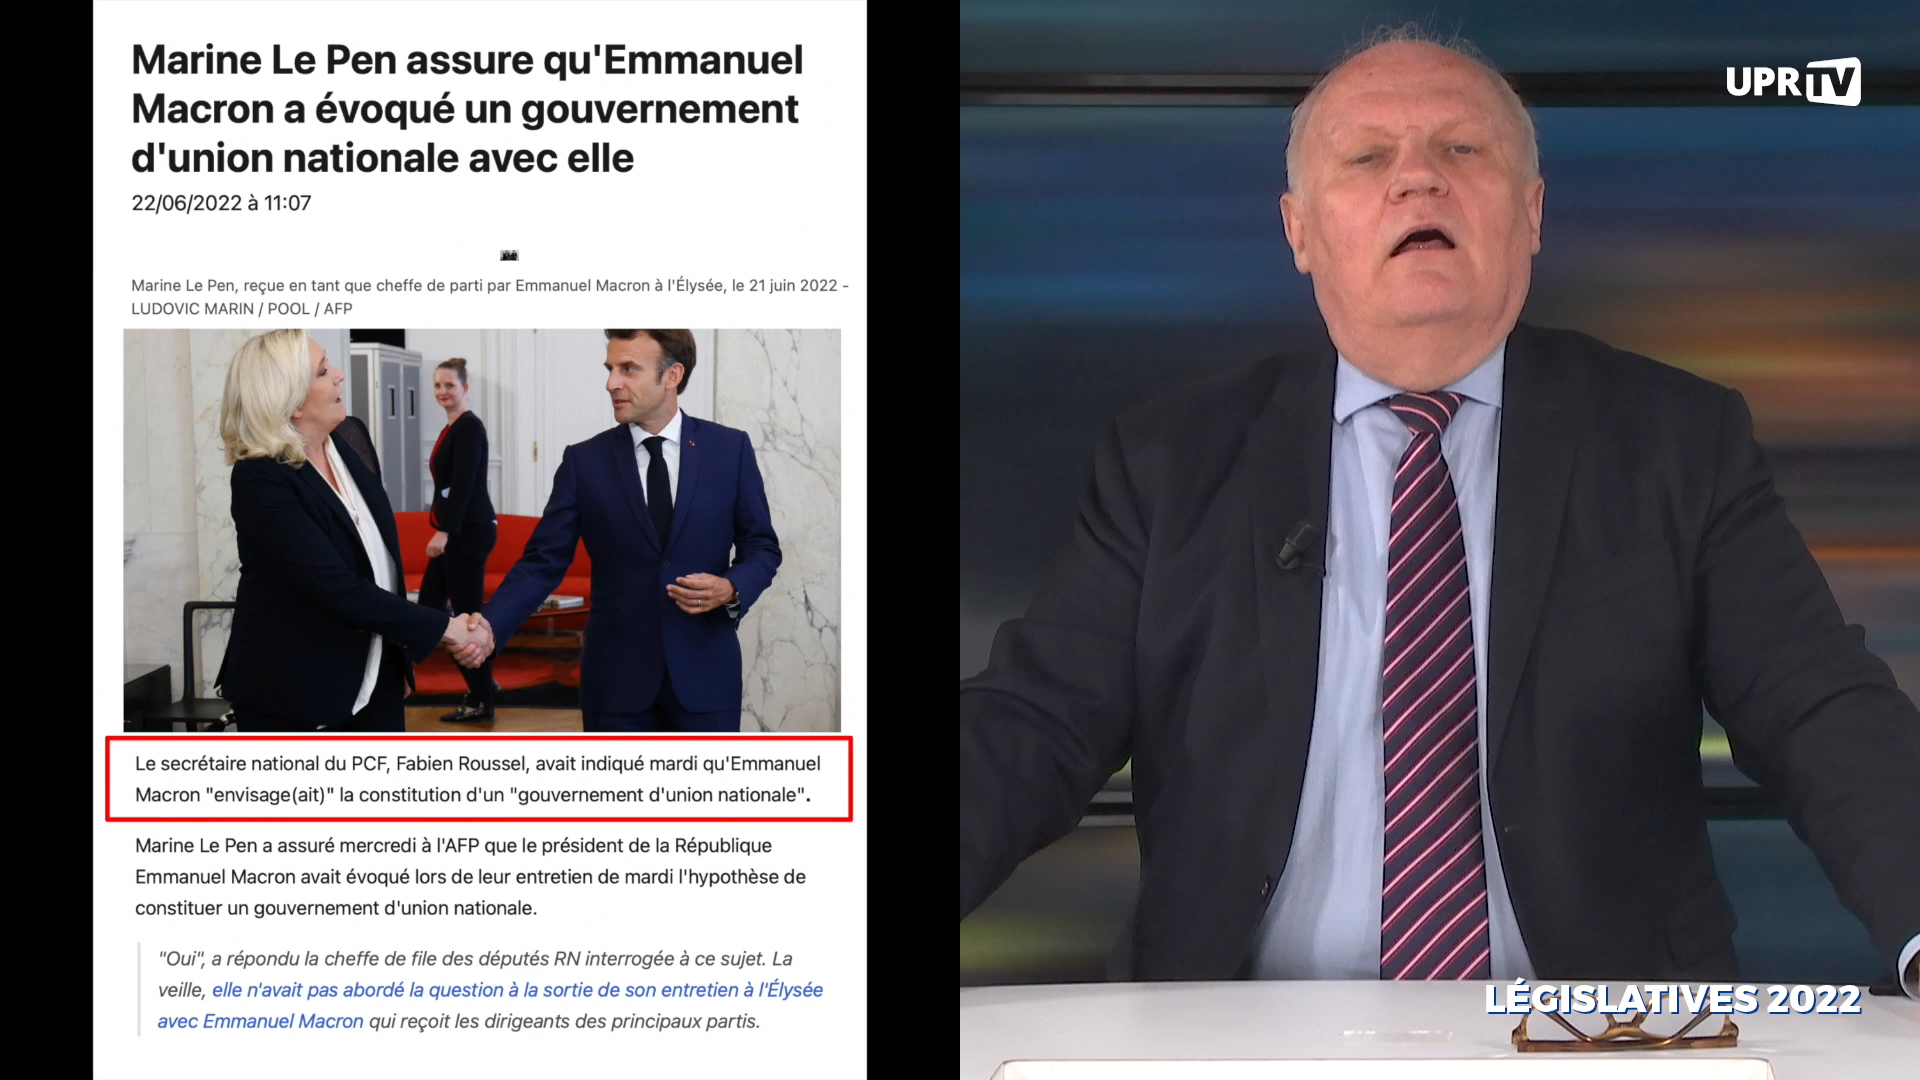 Marine Le Pen assure qu'Emmanuel
Macron a évoqué un gouvernement
d'union nationale avec elle
22/06/2022 à 11:07
Marine Le Pen, reçue en tant que cheffe de parti par Emmanuel Macron à l'Élysée, le 21 juin 2022 -
LUDOVIC MARIN / POOL / AFP
Le secrétaire national du PCF, Fabien Roussel, avait indiqué mardi qu'Emmanuel
Macron "envisage(ait)" la constitution d'un "gouvernement d'union nationale".
Marine Le Pen a assuré mercredi à l'AFP que le président de la République
Emmanuel Macron avait évoqué lors de leur entretien de mardi l'hypothèse de
constituer un gouvernement d'union nationale.
"Oui", a répondu la cheffe de file des députés RN interrogée à ce sujet. La
veille, elle n'avait pas abordé la question à la sortie de son entretien à l'Élysée
avec Emmanuel Macron qui reçoit les dirigeants des principaux partis.
UPR TV
LÉGISLATIVES 2022